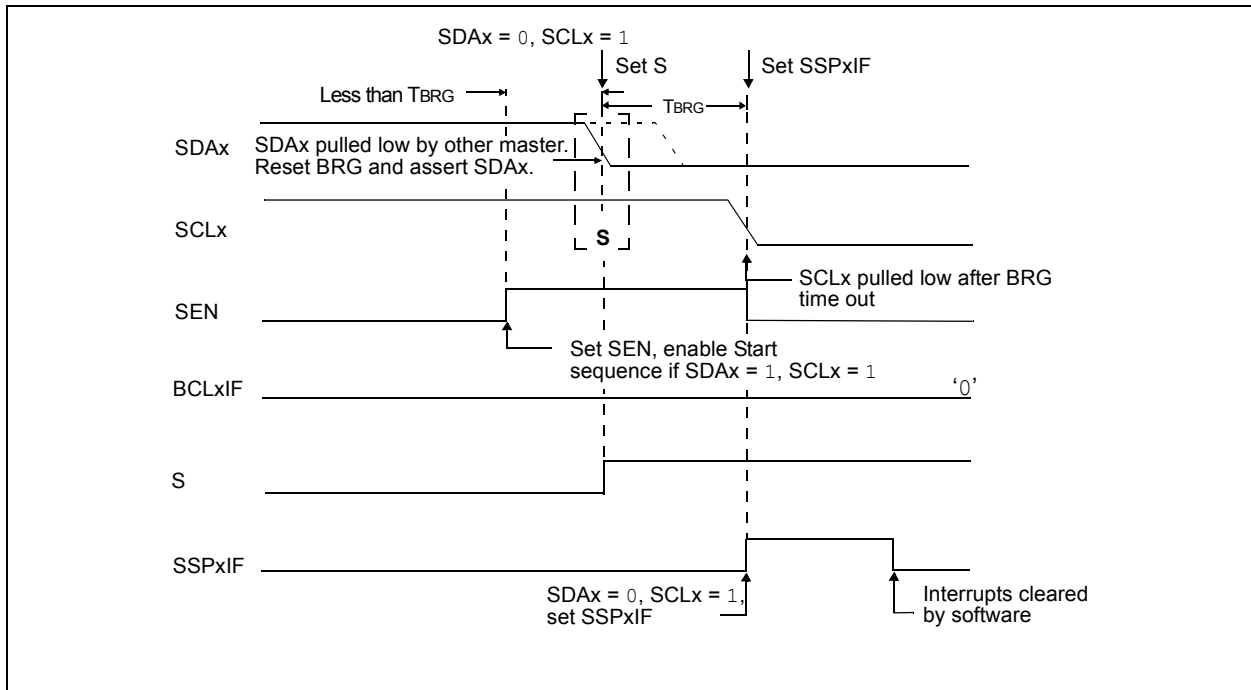 SDAx = 0, SCLx = 1
Set S
Set SSPxIF
Less than TBRG
TBRG
SDAx
SDAx pulled low by other master.
Reset BRG and assert SDAx.
SCLx
S
SCLx pulled low after BRG
time out
SEN
Set SEN, enable Start
sequence if SDAx = 1, SCLx = 1
BCLxIF
‘0’
S
SSPxIF
SDAx = 0, SCLx = 1,
set SSPxIF
Interrupts cleared
by software